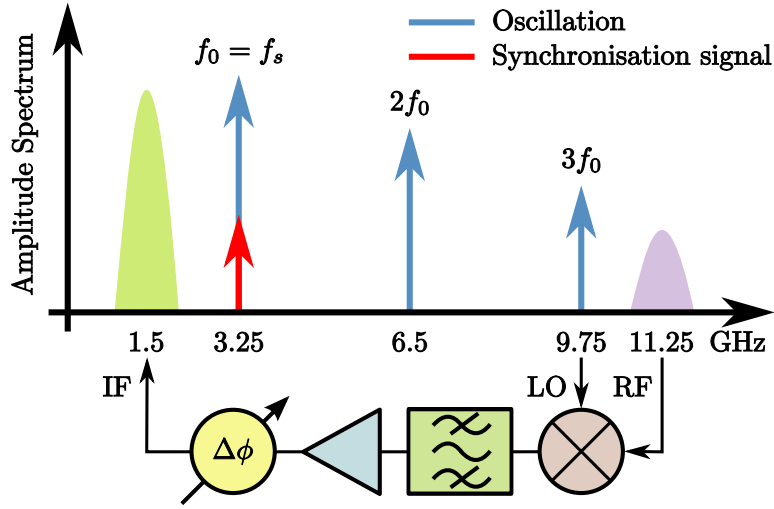 Oscillation
Synchronisation signal
Amplitude Spectrum
f₀ = fₛ
2f₀
3f₀
1.5 3.25 6.5 9.75 11.25 GHz
IF LO RF
Δϕ